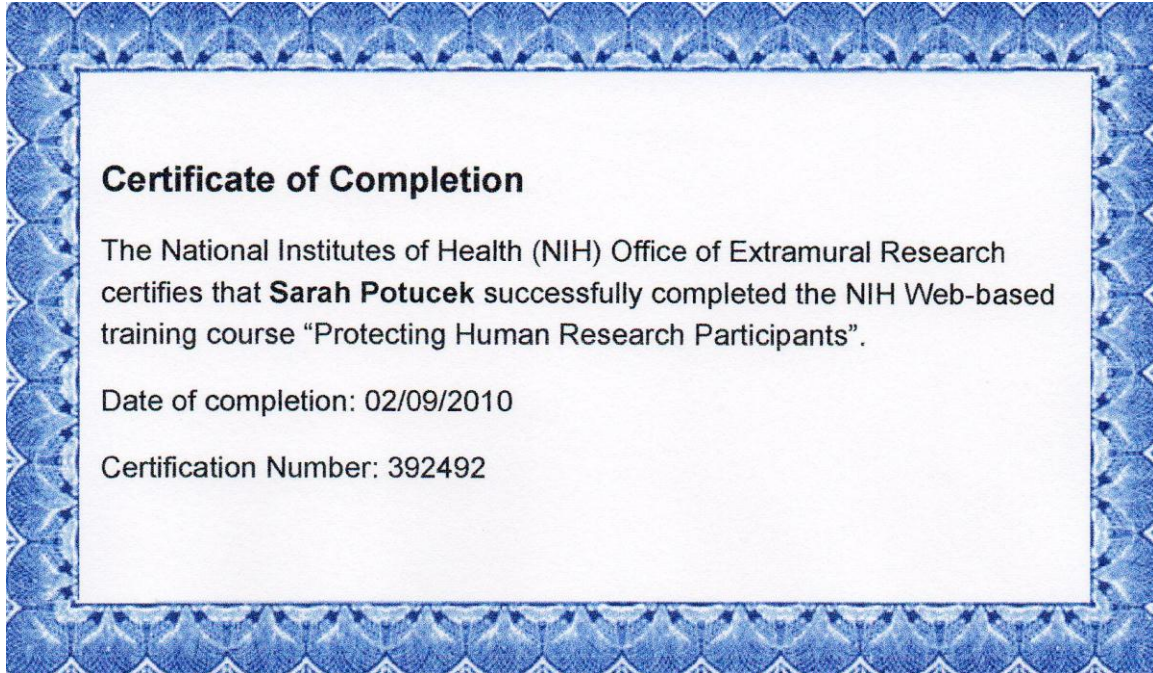 Certificate of Completion
The National Institutes of Health (NIH) Office of Extramural Research
certifies that Sarah Potucek successfully completed the NIH Web-based
training course “Protecting Human Research Participants”.
Date of completion: 02/09/2010
Certification Number: 392492